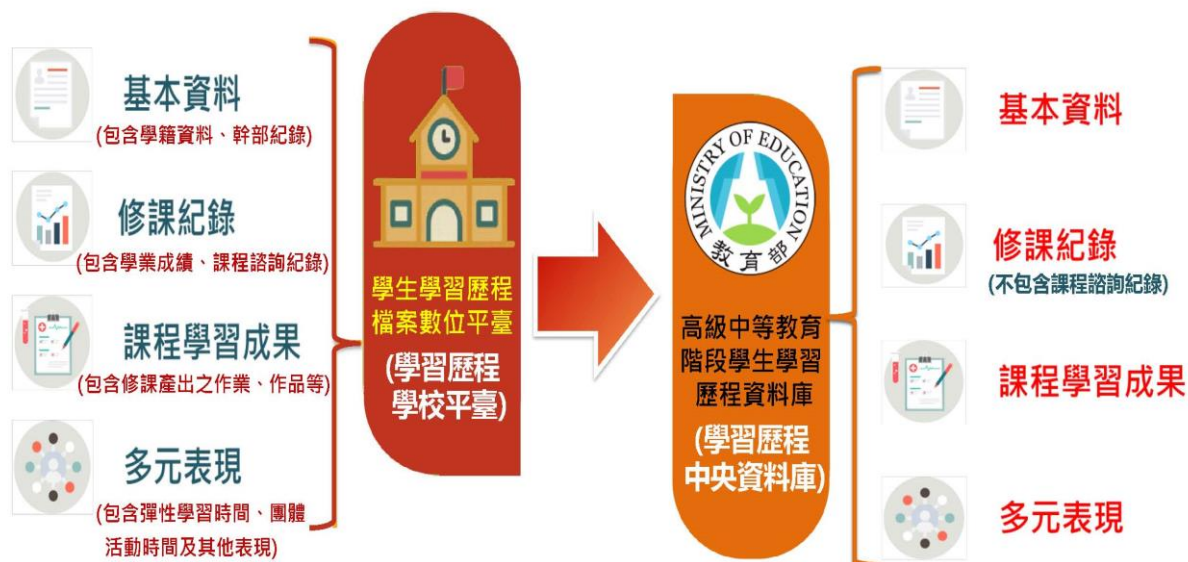 基本資料
(包含學籍資料、幹部紀錄)
修課紀錄
(包含學業成績、課程諮詢紀錄)
課程學習成果
(包含修課產出之作業、作品等)
多元表現
(包含彈性學習時間、團體
活動時間及其他表現)
學生學習歷程
檔案數位平臺
(學習歷程
學校平臺)
MINISTRY OF EDUCATION
教育部
高級中等教育
階段學生學習
歷程資料庫
(學習歷程
中央資料庫)
基本資料
修課紀錄
(不包含課程諮詢紀錄)
課程學習成果
多元表現